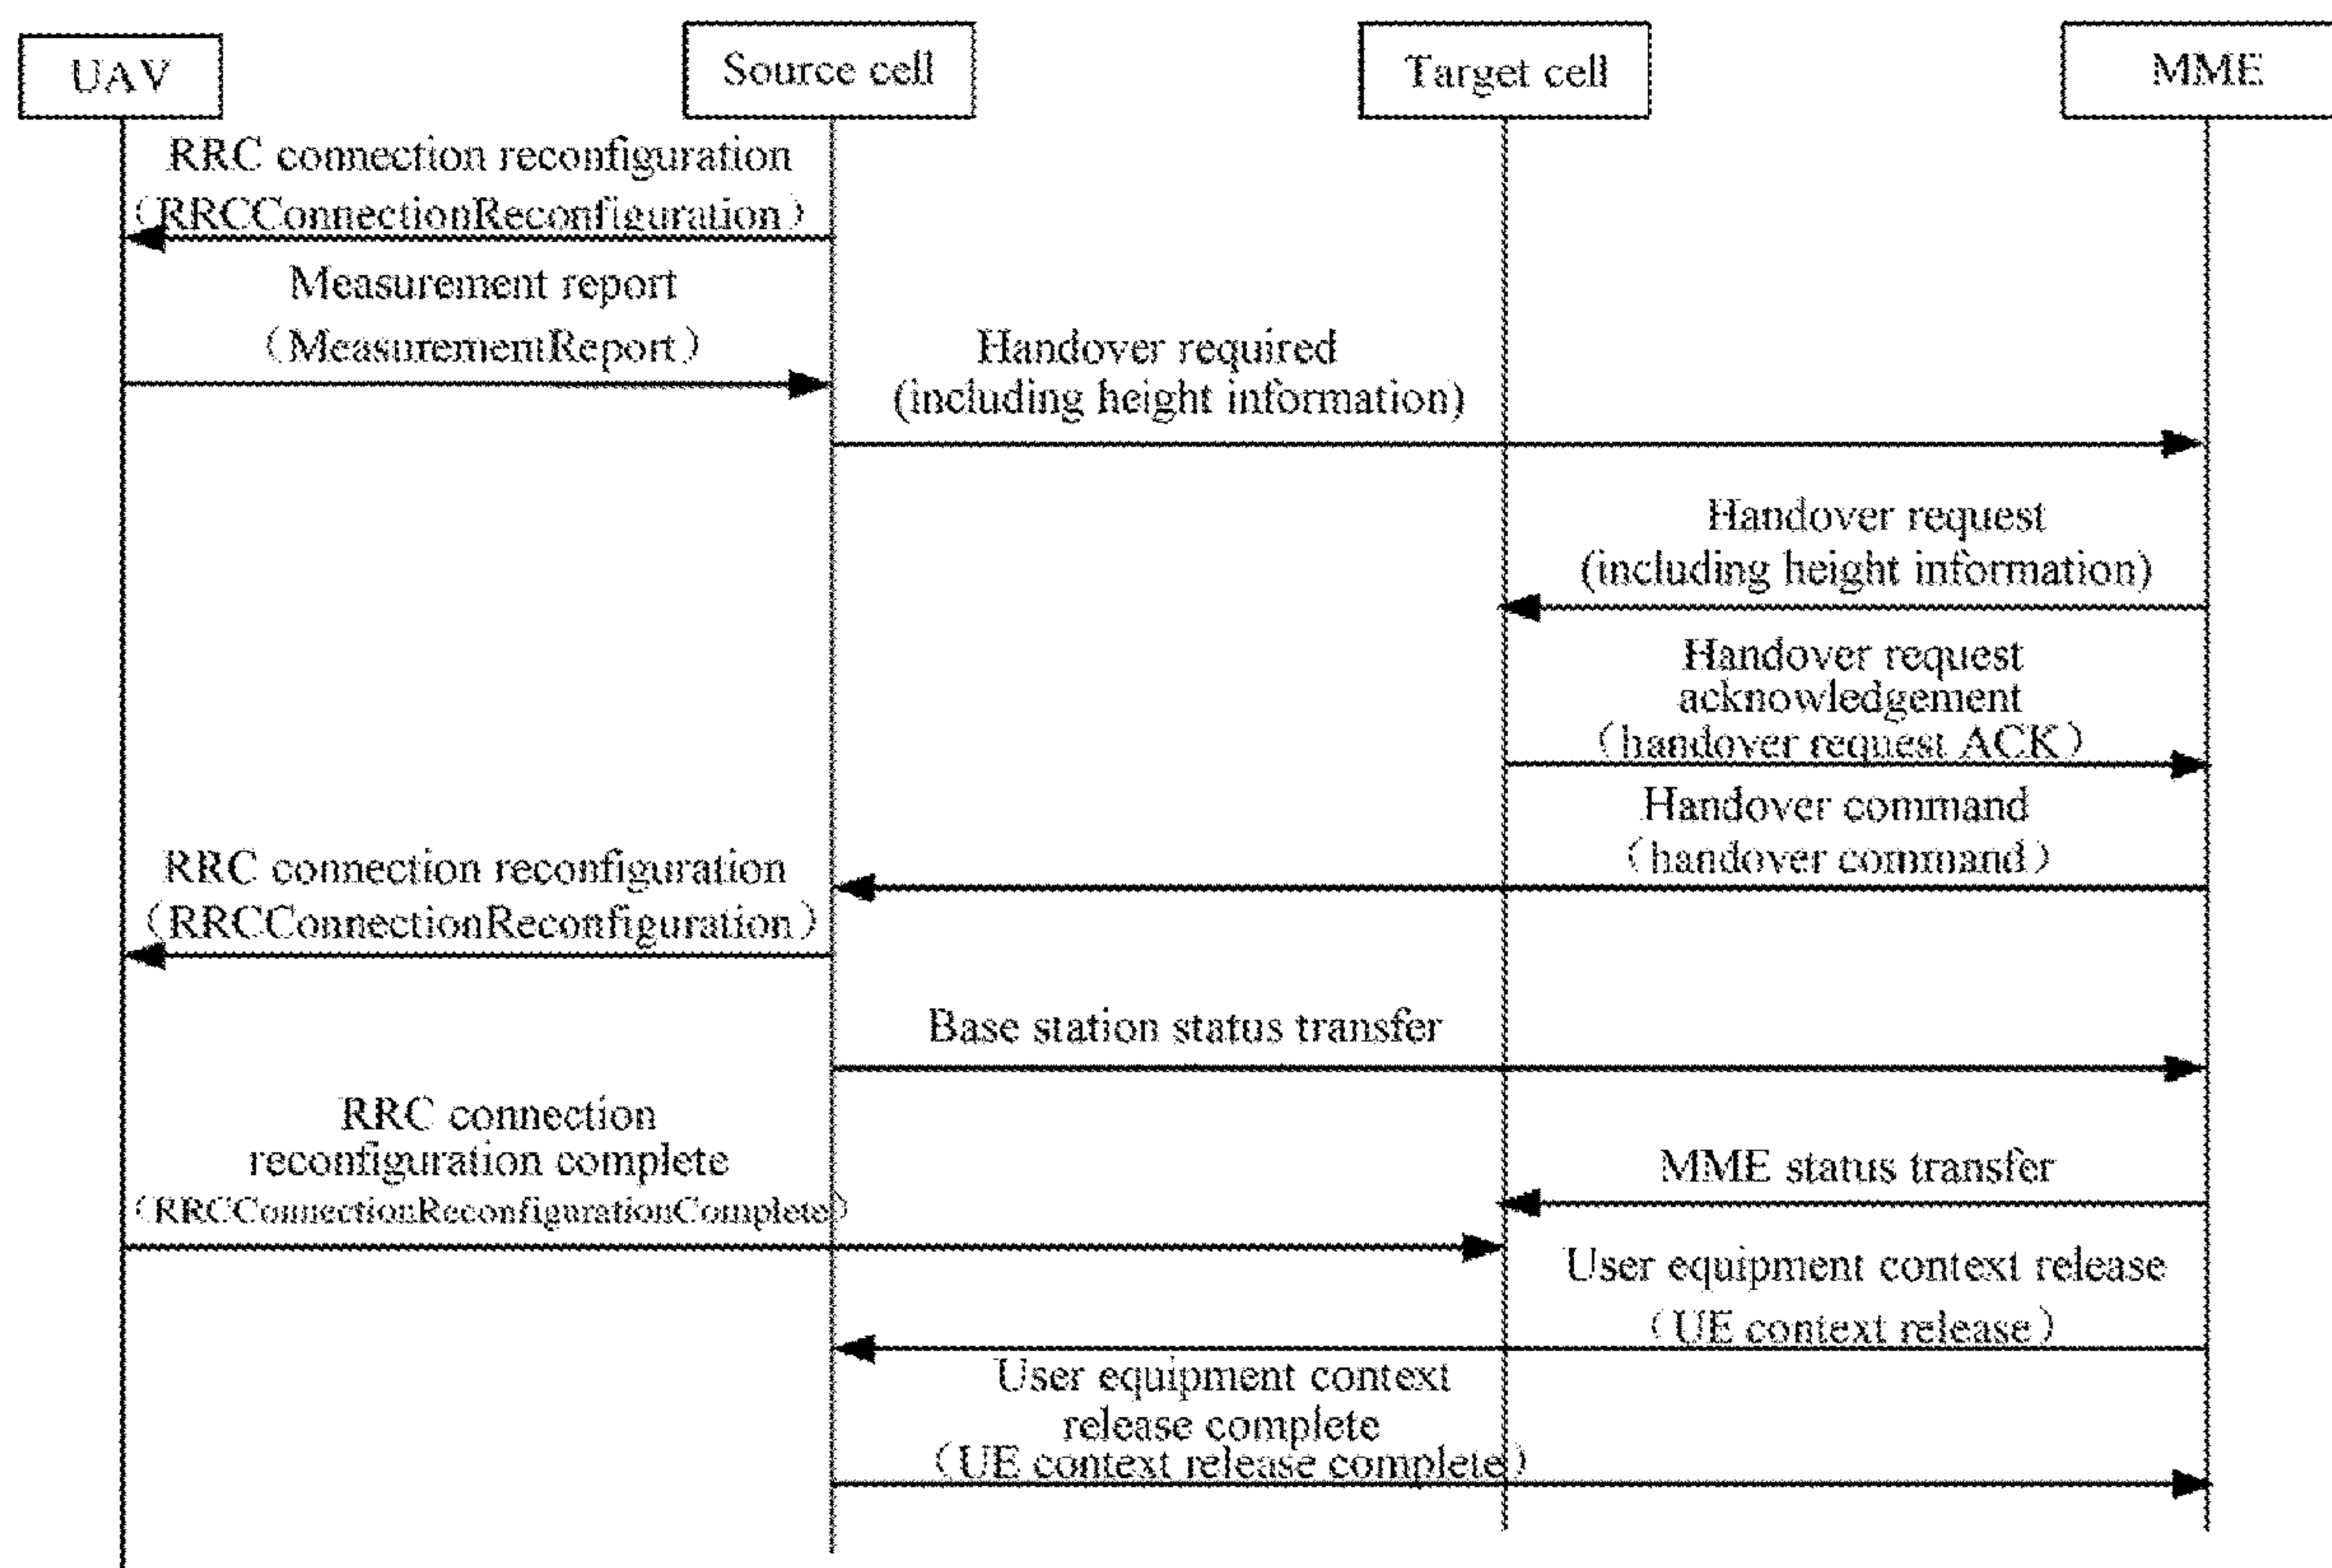 UAV
Source cell
Target cell
MME
RRC connection reconfiguration
（RRCConnectionReconfiguration）
Measurement report
（MeasurementReport）
Handover required
(including height information)
Handover request
(including height information)
Handover request
acknowledgement
（handover request ACK）
Handover command
（handover command）
RRC connection reconfiguration
（RRCConnectionReconfiguration）
Base station status transfer
RRC connection
reconfiguration complete
（RRCConnectionReconfigurationComplete）
MME status transfer
User equipment context release
（UE context release）
User equipment context
release complete
（UE context release complete）